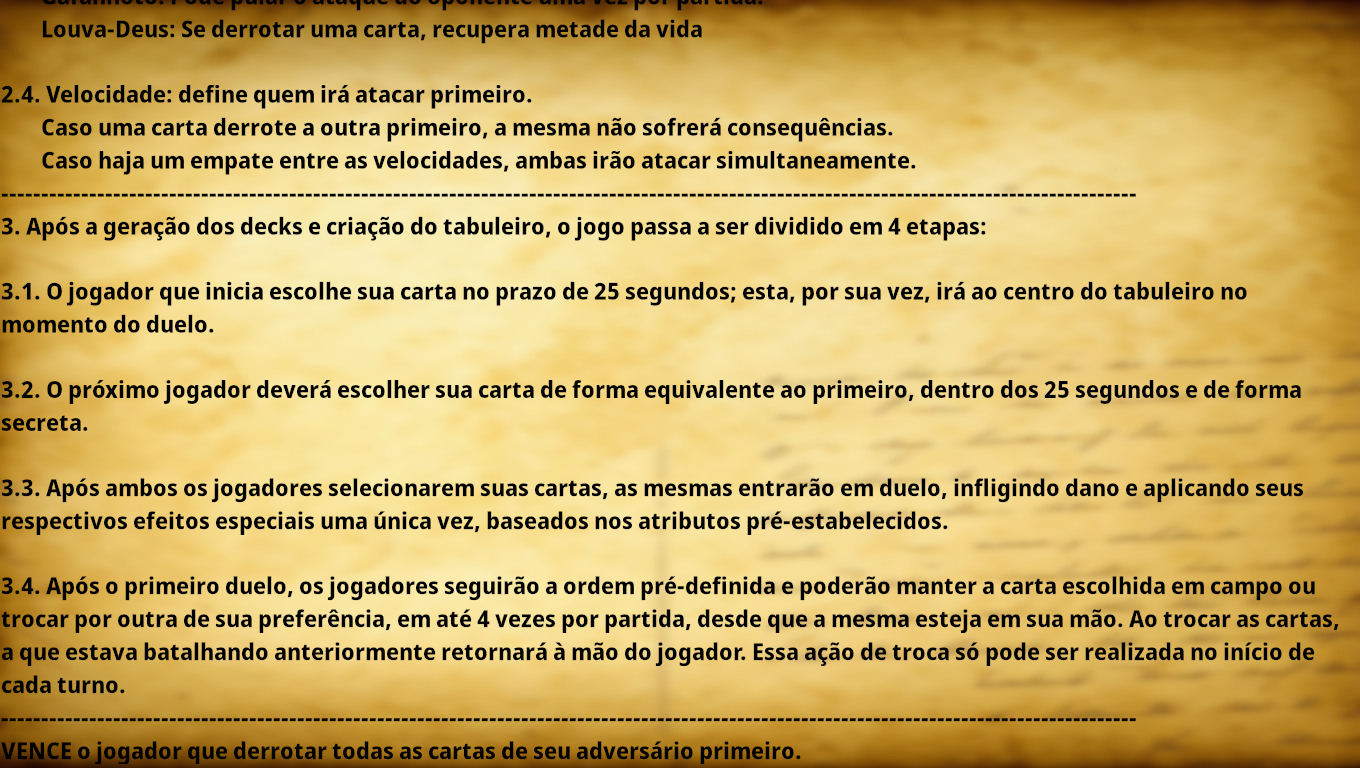 Gafanhoto: Pode pular o ataque do oponente uma vez por partida.
Louva-Deus: Se derrotar uma carta, recupera metade da vida
2.4. Velocidade: define quem irá atacar primeiro.
Caso uma carta derrote a outra primeiro, a mesma não sofrerá consequências.
Caso haja um empate entre as velocidades, ambas irão atacar simultaneamente.
--------------------------------------------------------------------------------------------------------------------------------------------
3. Após a geração dos decks e criação do tabuleiro, o jogo passa a ser dividido em 4 etapas:
3.1. O jogador que inicia escolhe sua carta no prazo de 25 segundos; esta, por sua vez, irá ao centro do tabuleiro no
momento do duelo.
3.2. O próximo jogador deverá escolher sua carta de forma equivalente ao primeiro, dentro dos 25 segundos e de forma
secreta.
3.3. Após ambos os jogadores selecionarem suas cartas, as mesmas entrarão em duelo, infligindo dano e aplicando seus
respectivos efeitos especiais uma única vez, baseados nos atributos pré-estabelecidos.
3.4. Após o primeiro duelo, os jogadores seguirão a ordem pré-definida e poderão manter a carta escolhida em campo ou
trocar por outra de sua preferência, em até 4 vezes por partida, desde que a mesma esteja em sua mão. Ao trocar as cartas,
a que estava batalhando anteriormente retornará à mão do jogador. Essa ação de troca só pode ser realizada no início de
cada turno.
--------------------------------------------------------------------------------------------------------------------------------------------
VENCE o jogador que derrotar todas as cartas de seu adversário primeiro.